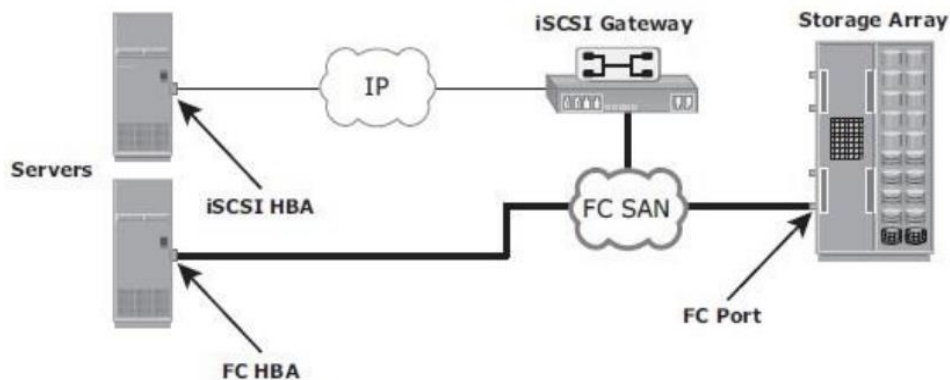 iSCSI Gateway
Storage Array
IP
Servers
iSCSI HBA
FC SAN
FC Port
FC HBA